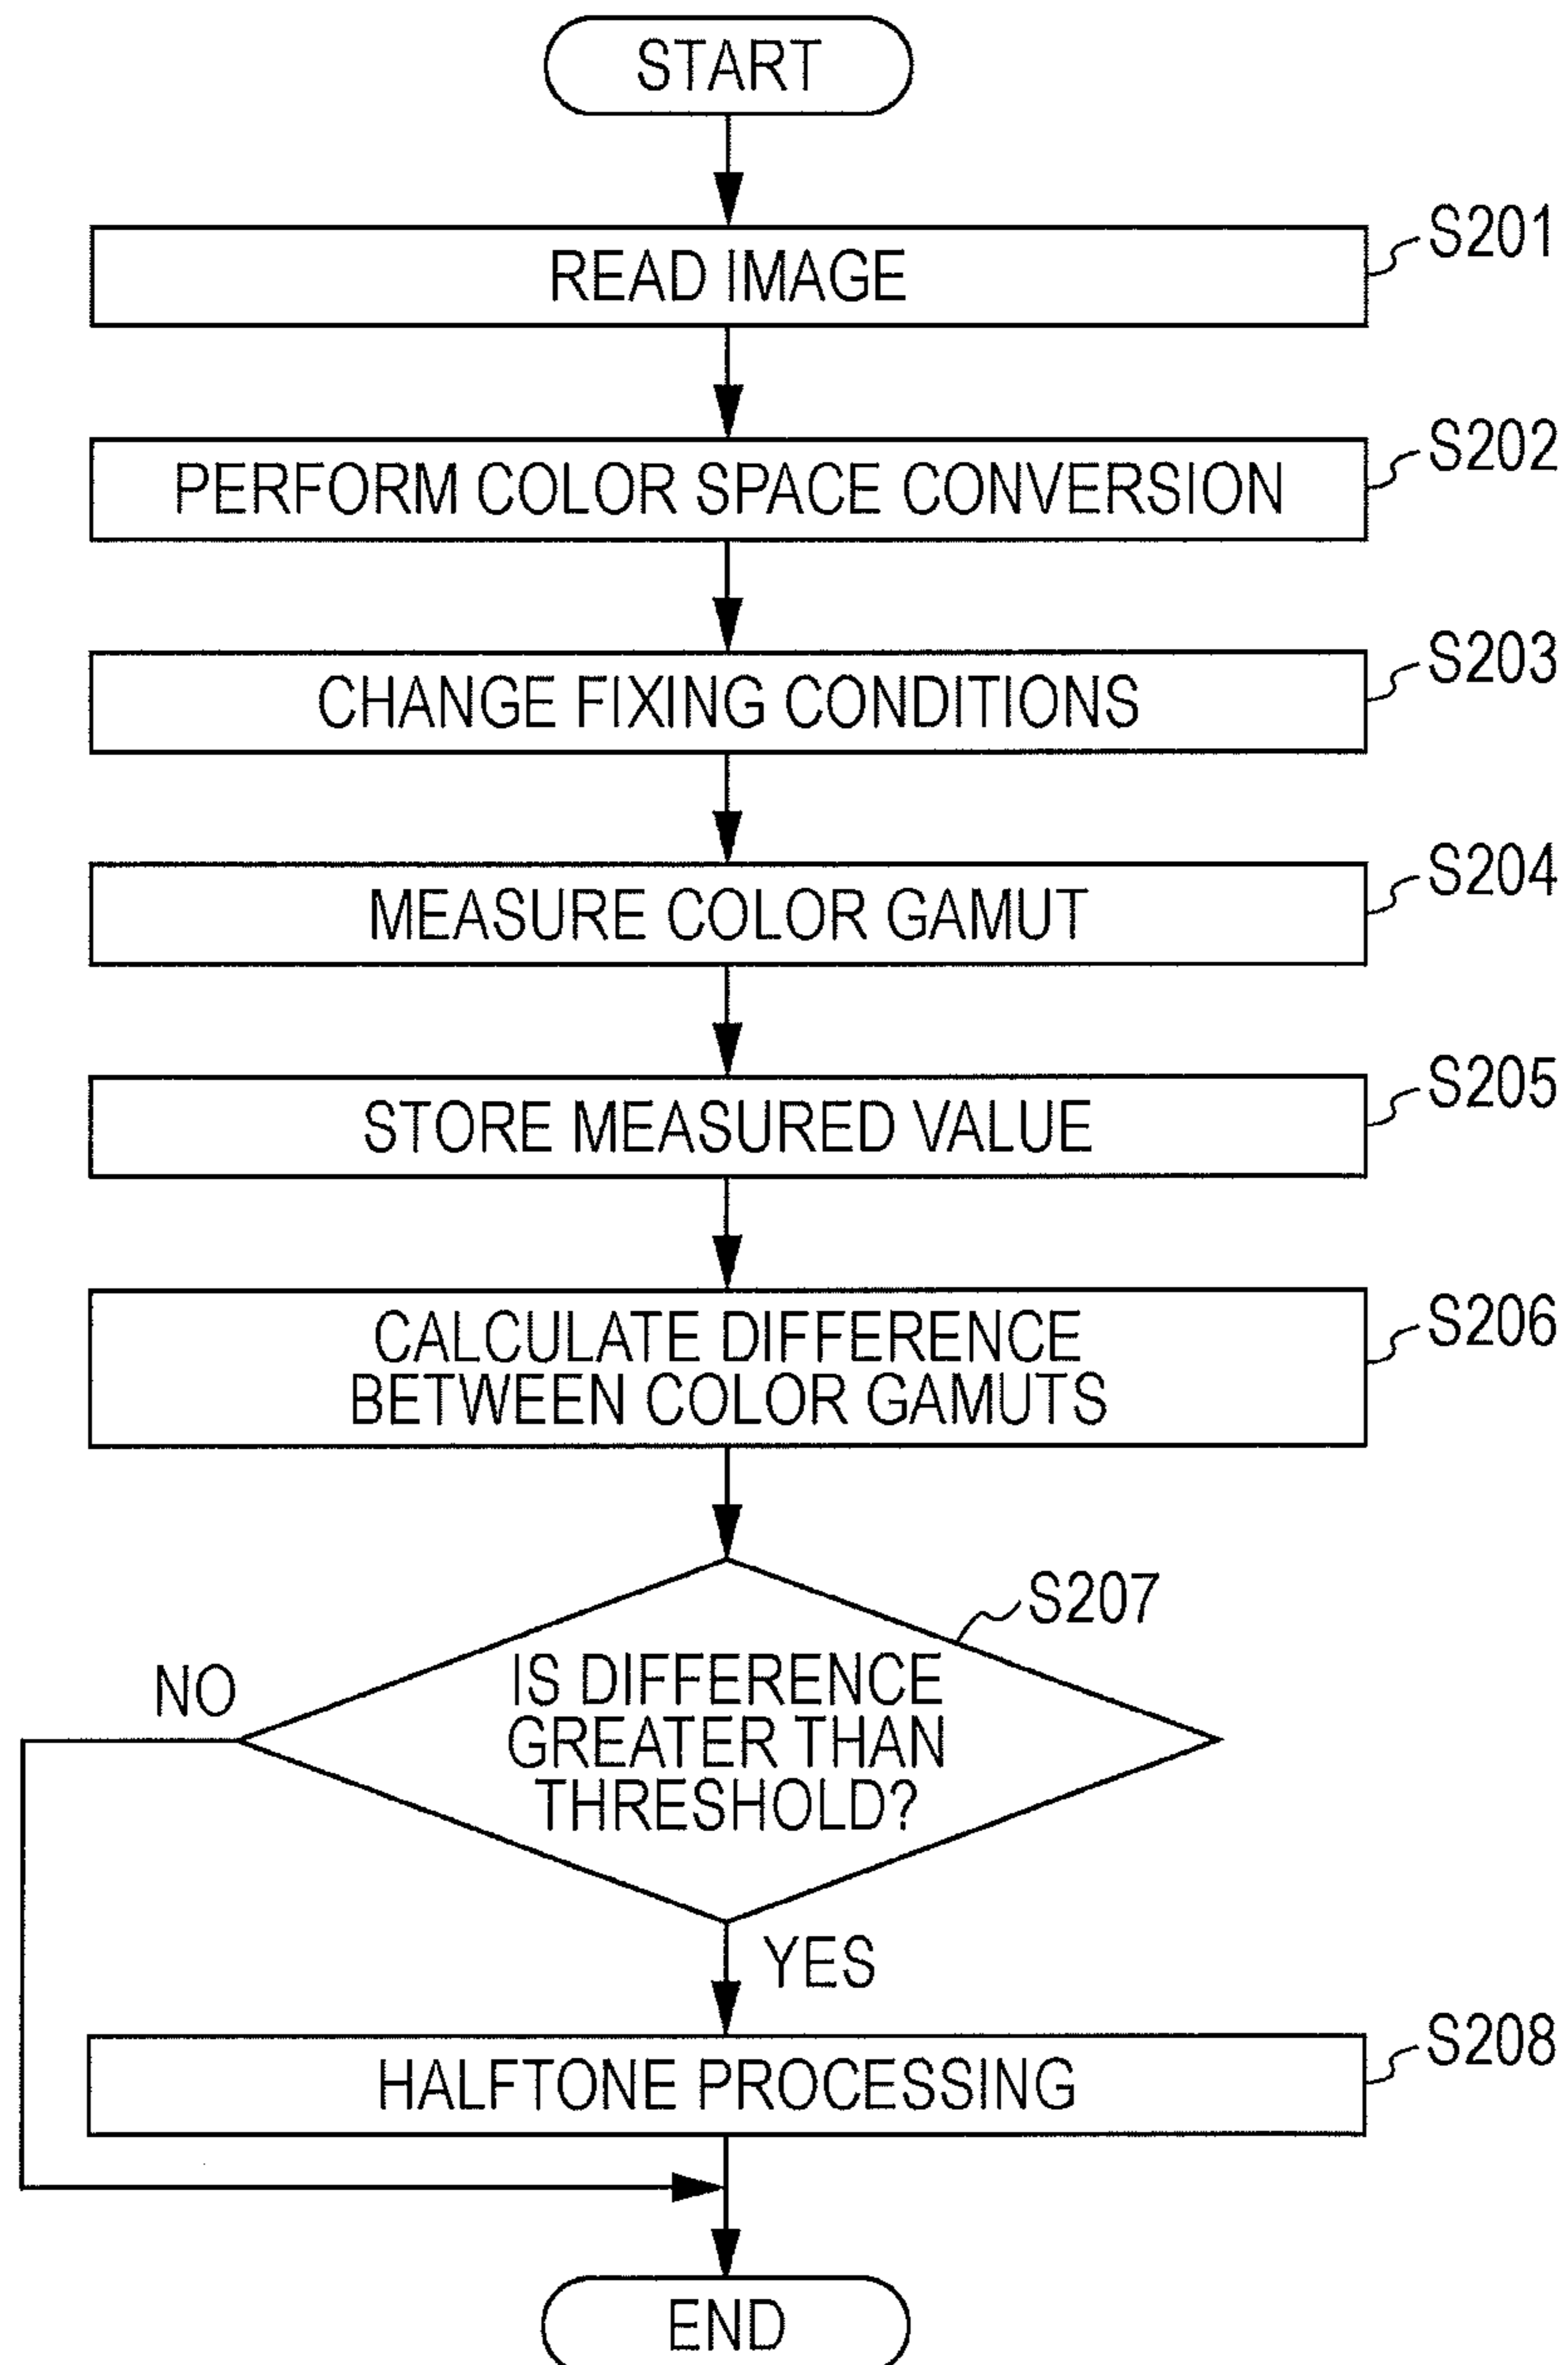 START
READ IMAGE
S201
PERFORM COLOR SPACE CONVERSION
S202
CHANGE FIXING CONDITIONS
S203
MEASURE COLOR GAMUT
S204
STORE MEASURED VALUE
S205
CALCULATE DIFFERENCE
BETWEEN COLOR GAMUTS
S206
S207
IS DIFFERENCE
GREATER THAN
THRESHOLD?
NO
YES
HALFTONE PROCESSING
S208
END